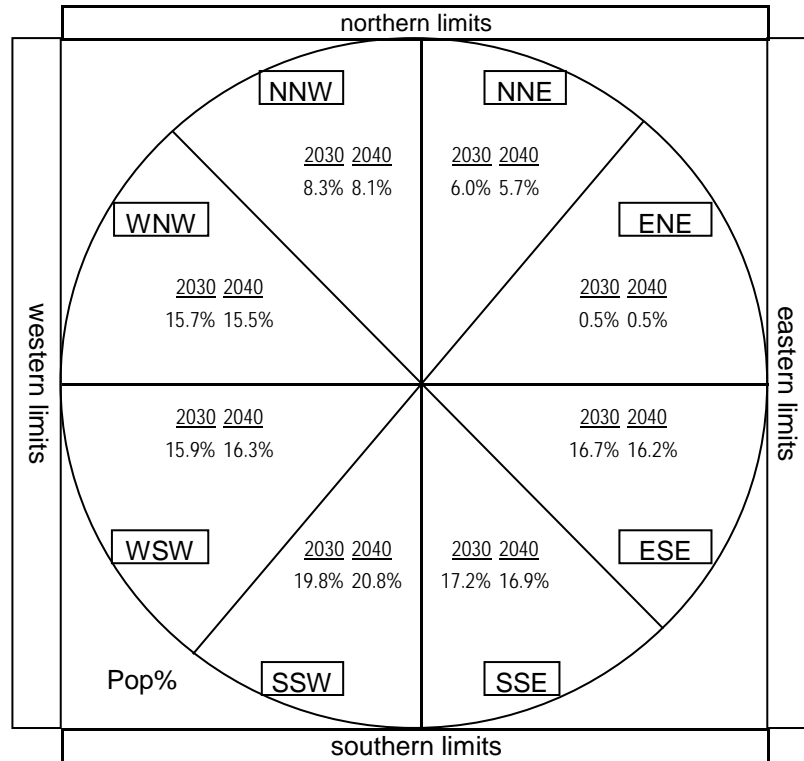 northern limits
NNW
NNE
2030 2040
8.3% 8.1%
2030 2040
6.0% 5.7%
WNW
ENE
2030 2040
15.7% 15.5%
2030 2040
0.5% 0.5%
western limits
eastern limits
2030 2040
15.9% 16.3%
2030 2040
16.7% 16.2%
WSW
ESE
2030 2040
19.8% 20.8%
2030 2040
17.2% 16.9%
Pop%
SSW
SSE
southern limits